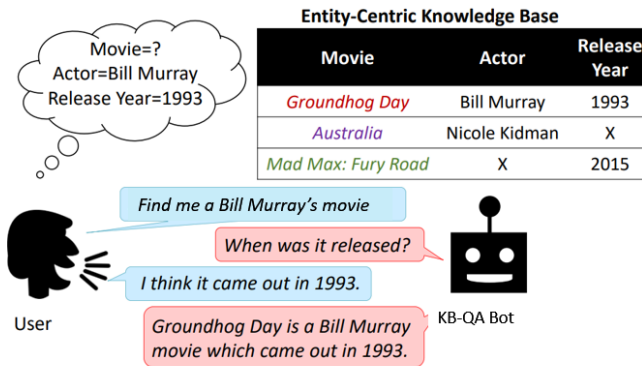 Entity-Centric Knowledge Base
Movie=?
Actor=Bill Murray
Release Year=1993
Movie Actor Release Year
Groundhog Day Bill Murray 1993
Australia Nicole Kidman X
Mad Max: Fury Road X 2015
Find me a Bill Murray's movie
When was it released?
I think it came out in 1993.
Groundhog Day is a Bill Murray
movie which came out in 1993.
User
KB-QA Bot